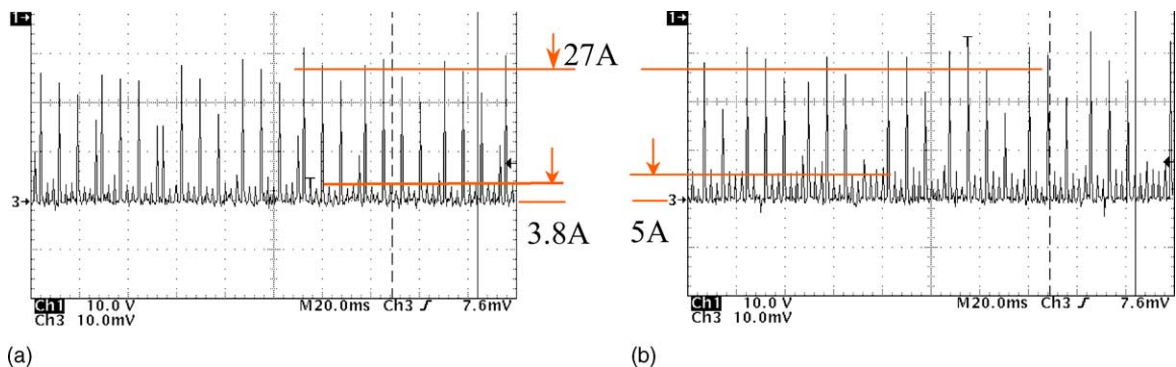 1→
27A
T
3→
3.8A
Ch1 10.0 V M20.0ms Ch3 ƒ 7.6mV
Ch3 10.0mV
(a)
1→
T
3→
5A
Ch1 10.0 V M20.0ms Ch3 ƒ 7.6mV
Ch3 10.0mV
(b)